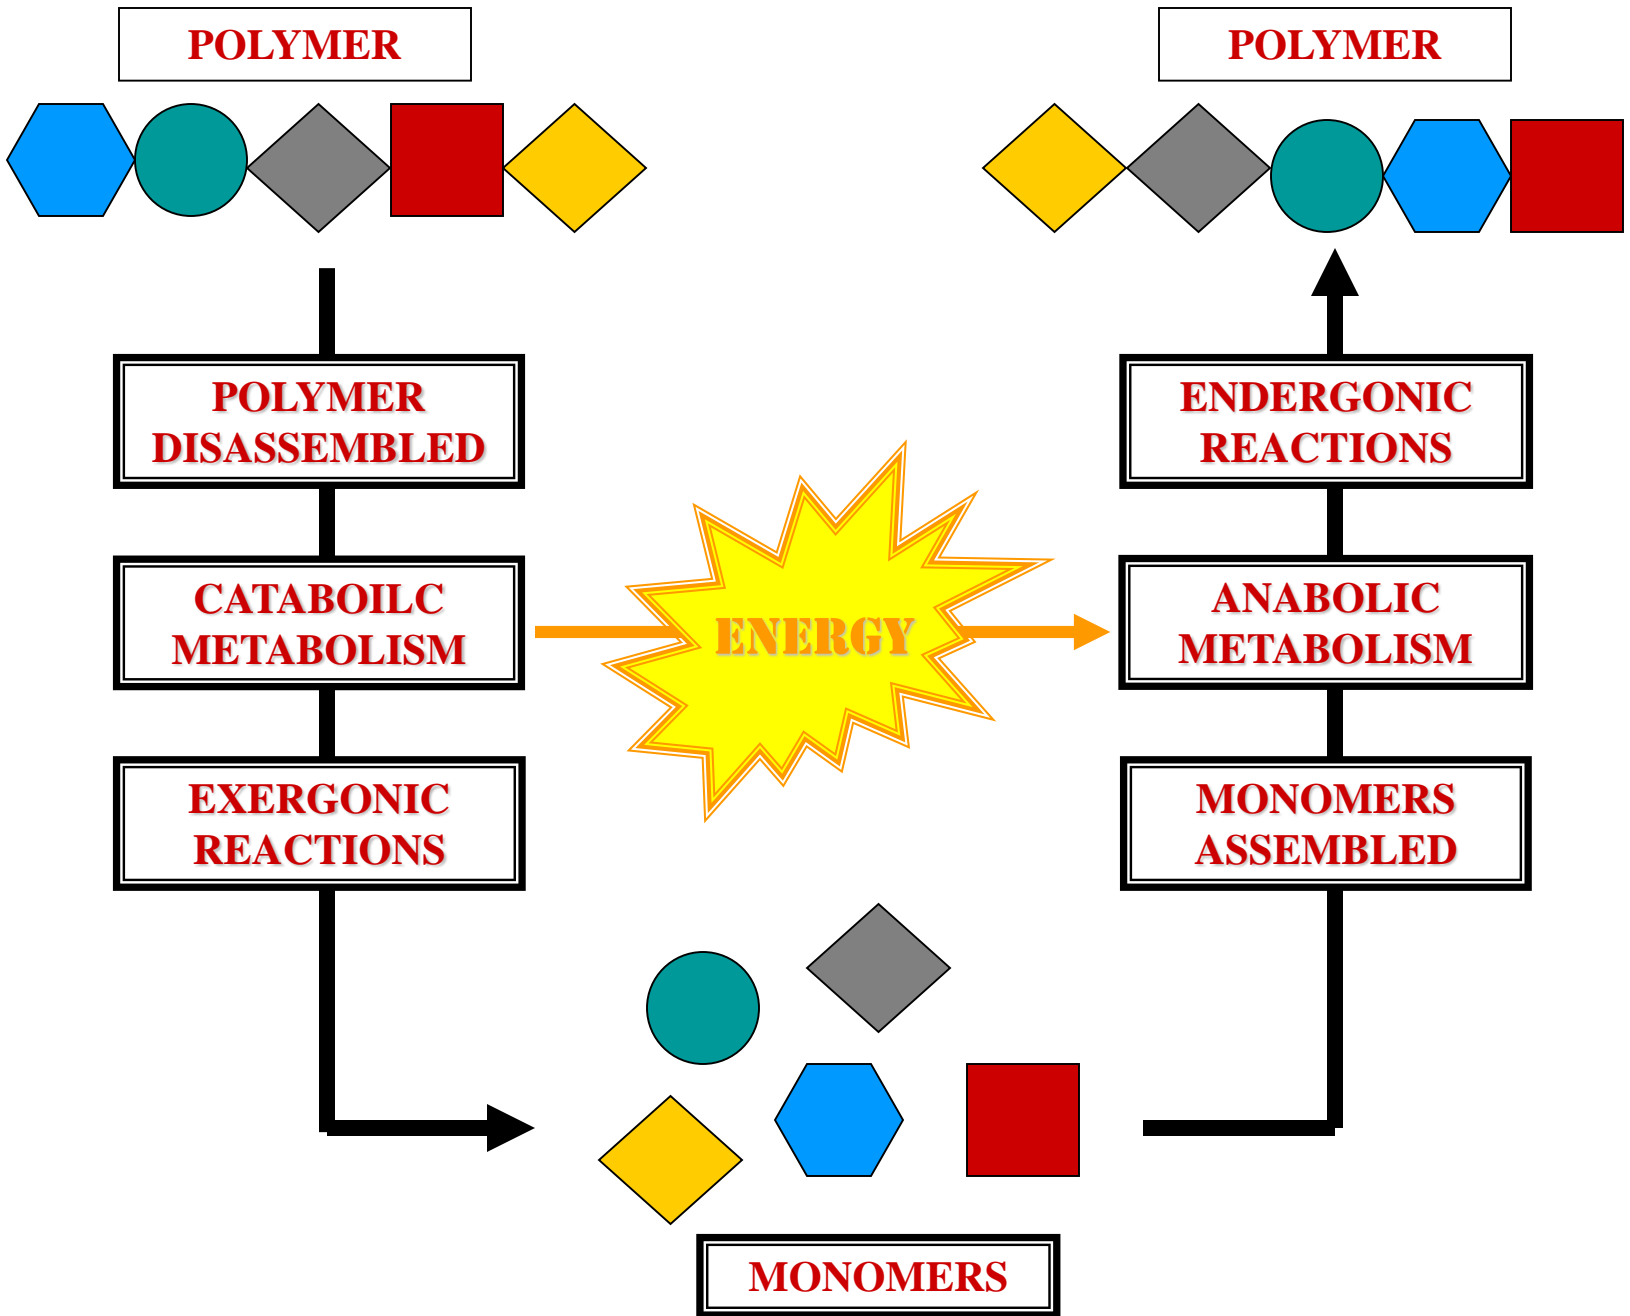 POLYMER
POLYMER
POLYMER
DISASSEMBLED
CATABOILC
METABOLISM
EXERGONIC
REACTIONS
ENERGY
ENDERGONIC
REACTIONS
ANABOLIC
METABOLISM
MONOMERS
ASSEMBLED
MONOMERS